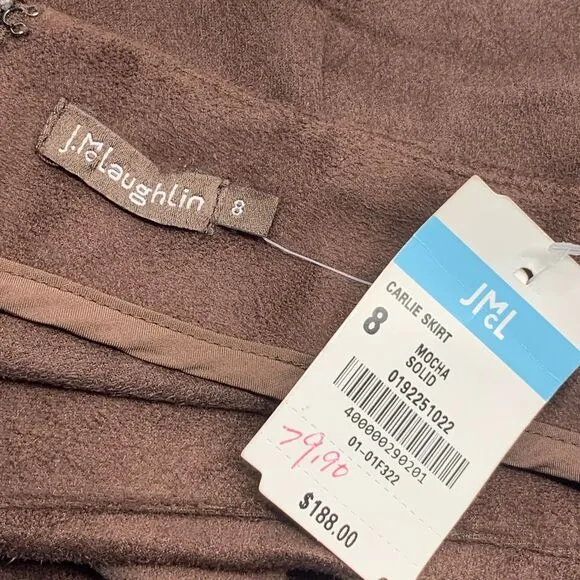 J.McLaughlin
8
JMcL
CARLIE SKIRT
8
MOCHA
SOLID
0192251022
400000290201
01-01F322
79.90
$188.00